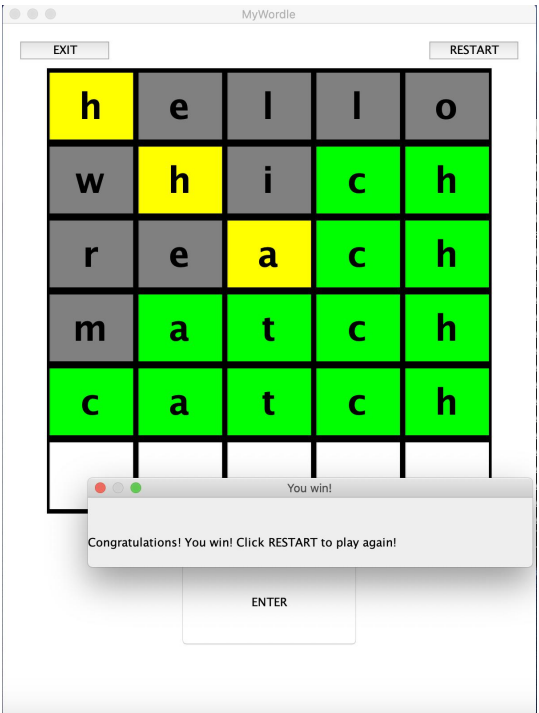 MyWordle
EXIT RESTART
h e l l o
w h i c h
r e a c h
m a t c h
c a t c h
You win!
Congratulations! You win! Click RESTART to play again!
ENTER